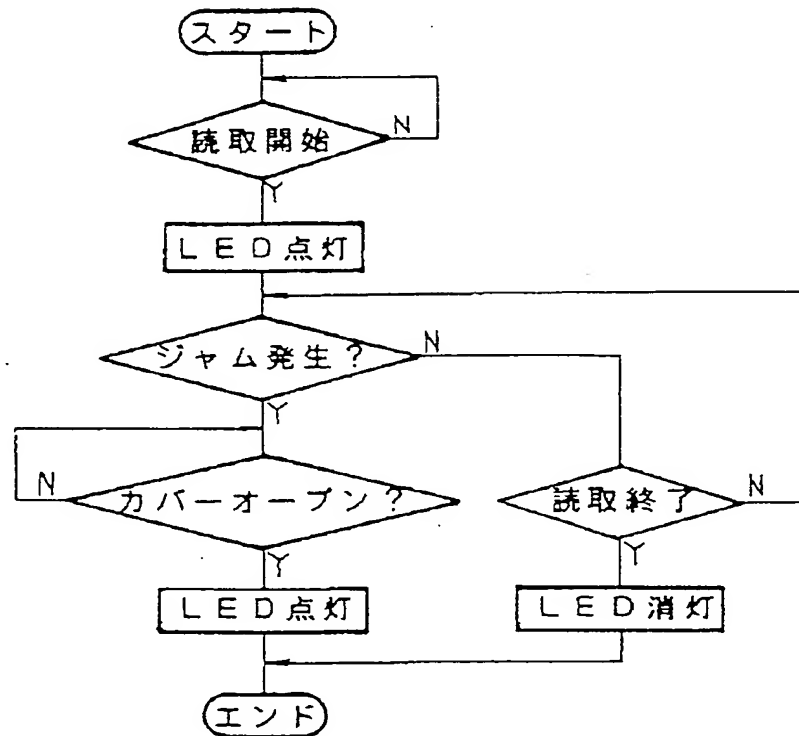 スタート
読取開始
N
Y
LED点灯
ジャム発生?
N
Y
カバーオープン?
N
Y
読取終了
N
Y
LED点灯
LED消灯
エンド